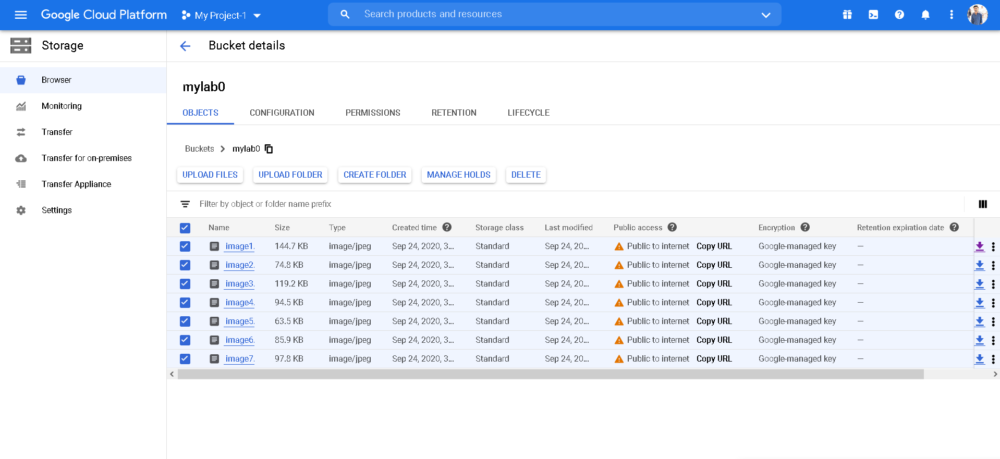 Google Cloud Platform My Project-1 Search products and resources
Storage
Bucket details
Browser
Monitoring
Transfer
Transfer for on-premises
Transfer Appliance
Settings
mylab0
OBJECTS CONFIGURATION PERMISSIONS RETENTION LIFECYCLE
Buckets mylab0
UPLOAD FILES UPLOAD FOLDER CREATE FOLDER MANAGE HOLDS DELETE
Filter by object or folder name prefix
Name Size Type Created time Storage class Last modified Public access Encryption Retention expiration date
image1. 144.7 KB image/jpeg Sep 24, 2020, 3... Standard Sep 24, 20... Public to internet Copy URL Google-managed key —
image2. 74.8 KB image/jpeg Sep 24, 2020, 3... Standard Sep 24, 20... Public to internet Copy URL Google-managed key —
image3. 119.2 KB image/jpeg Sep 24, 2020, 3... Standard Sep 24, 20... Public to internet Copy URL Google-managed key —
image4. 94.5 KB image/jpeg Sep 24, 2020, 3... Standard Sep 24, 20... Public to internet Copy URL Google-managed key —
image5. 63.5 KB image/jpeg Sep 24, 2020, 3... Standard Sep 24, 20... Public to internet Copy URL Google-managed key —
image6. 85.9 KB image/jpeg Sep 24, 2020, 3... Standard Sep 24, 20... Public to internet Copy URL Google-managed key —
image7. 97.8 KB image/jpeg Sep 24, 2020, 3... Standard Sep 24, 20... Public to internet Copy URL Google-managed key —